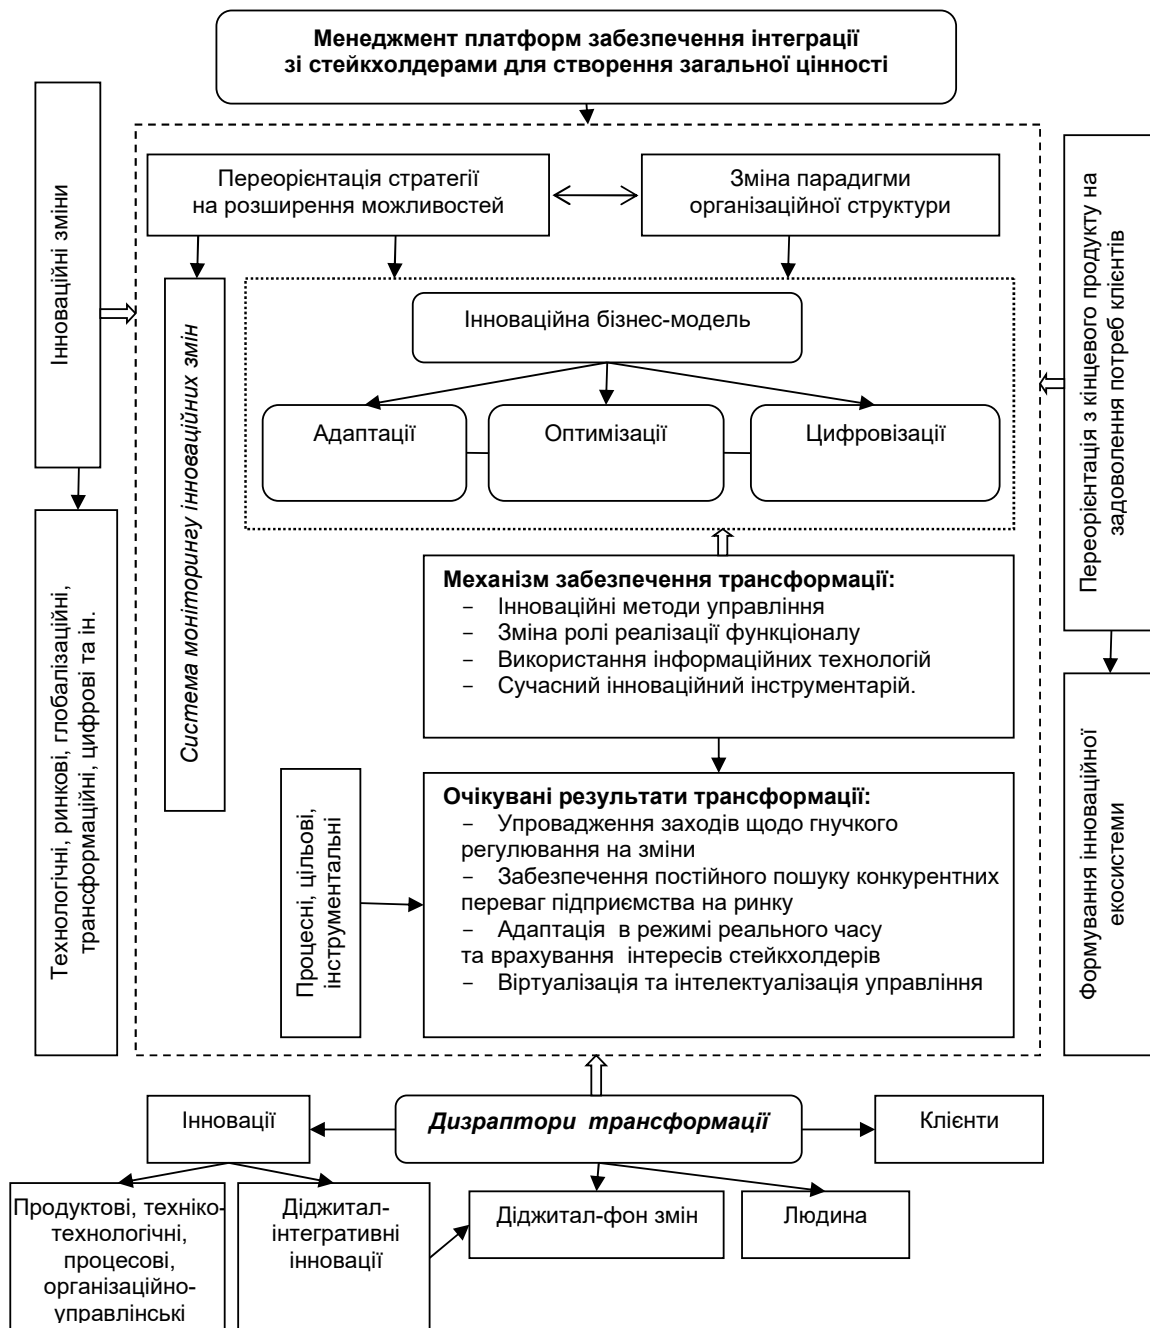 Менеджмент платформ забезпечення інтеграції
зі стейкхолдерами для створення загальної цінності
Інноваційні зміни
Технологічні, ринкові, глобалізаційні,
трансформаційні, цифрові та ін.
Переорієнтація стратегії
на розширення можливостей
Зміна парадигми
організаційної структури
Система моніторингу інноваційних змін
Інноваційна бізнес-модель
Адаптації
Оптимізації
Цифровізації
Механізм забезпечення трансформації:
− Інноваційні методи управління
− Зміна ролі реалізації функціоналу
− Використання інформаційних технологій
− Сучасний інноваційний інструментарій.
Процесні, цільові,
інструментальні
Очікувані результати трансформації:
− Упровадження заходів щодо гнучкого
регулювання на зміни
− Забезпечення постійного пошуку конкурентних
переваг підприємства на ринку
− Адаптація в режимі реального часу
та врахування інтересів стейкхолдерів
− Віртуалізація та інтелектуалізація управління
Переорієнтація з кінцевого продукту на
задоволення потреб клієнтів
Формування інноваційної
екосистеми
Інновації
Дизраптори трансформації
Клієнти
Продуктові, техніко-
технологічні,
процесові,
організаційно-
управлінські
Діджитал-
інтегративні
інновації
Діджитал-фон змін
Людина